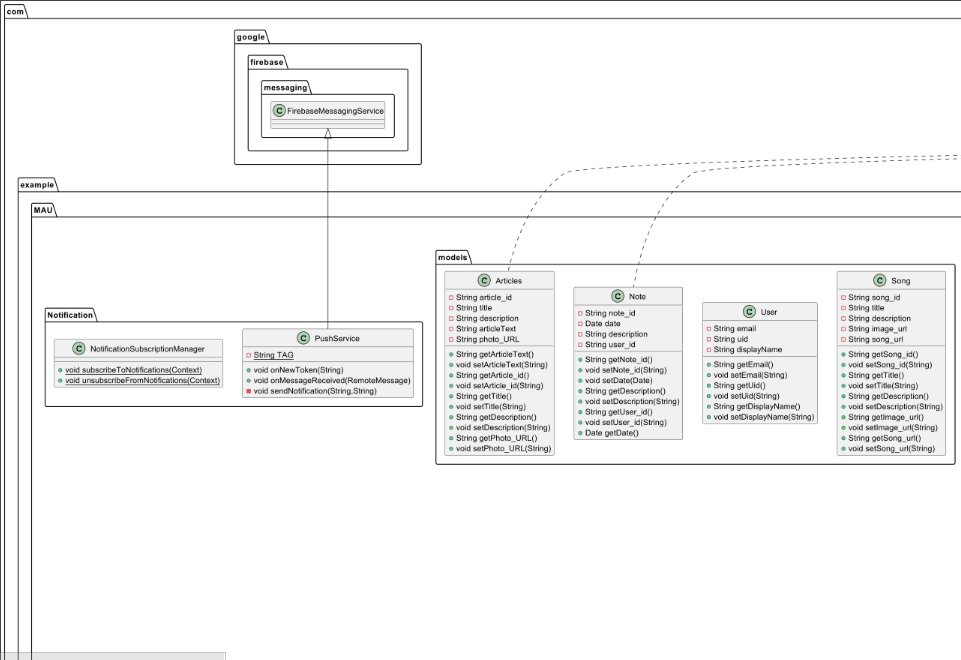 com
google
firebase
messaging
C FirebaseMessagingService
example
MAU
Notification
C NotificationSubscriptionManager
void subscribeToNotifications(Context)
void unsubscribeFromNotifications(Context)
C PushService
String TAG
void onNewToken(String)
void onMessageReceived(RemoteMessage)
void sendNotification(String,String)
models
C Articles
String article_id
String title
String description
String articleText
String photo_URL
String getArticleText()
void setArticleText(String)
String getArticle_id()
void setArticle_id(String)
String getTitle()
void setTitle(String)
String getDescription()
void setDescription(String)
String getPhoto_URL()
void setPhoto_URL(String)
C Note
String note_id
Date date
String description
String user_id
String getNote_id()
void setNote_id(String)
void setDate(Date)
String getDescription()
void setDescription(String)
String getUser_id()
void setUser_id(String)
Date getDate()
C User
String email
String uid
String displayName
String getEmail()
void setEmail(String)
String getUid()
void setUid(String)
String getDisplayName()
void setDisplayName(String)
C Song
String song_id
String title
String description
String image_url
String song_url
String getSong_id()
void setSong_id(String)
String getTitle()
void setTitle(String)
String getDescription()
void setDescription(String)
String getImage_url()
void setImage_url(String)
String getSong_url()
void setSong_url(String)